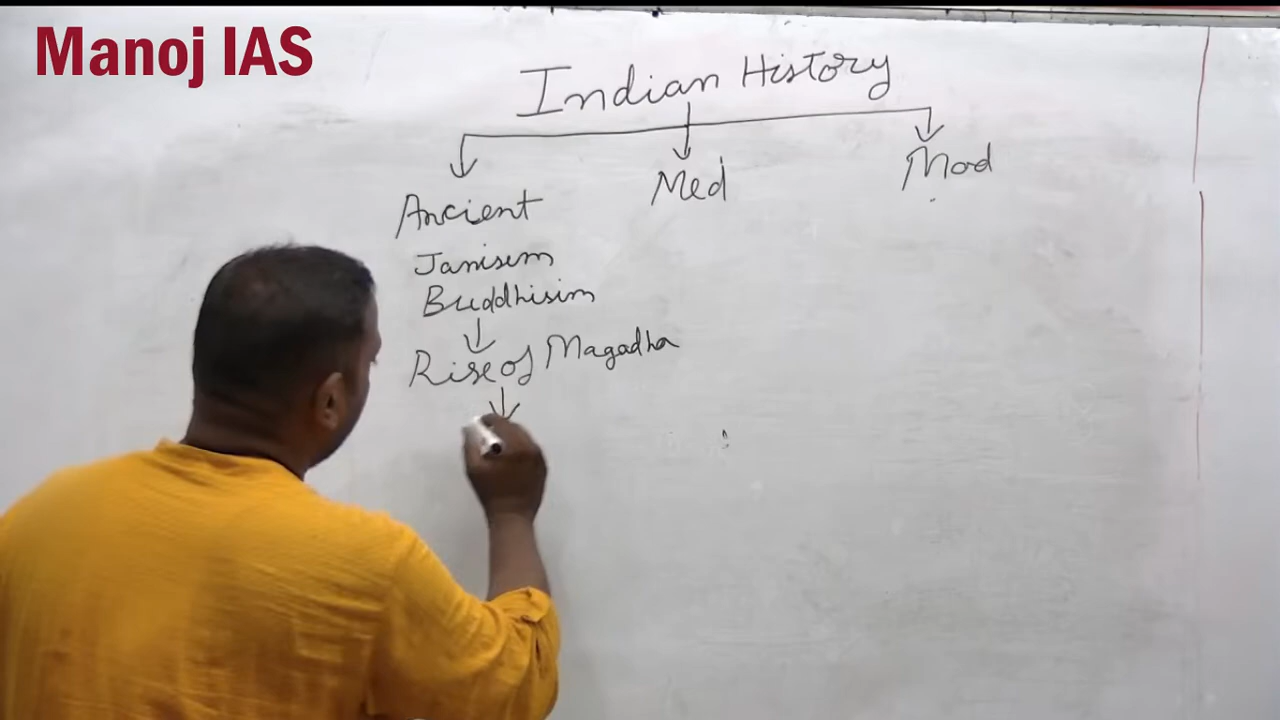 Manoj IAS
Indian History
Ancient Med Mod
Janisem
Buddhisim
Rise of Magadha